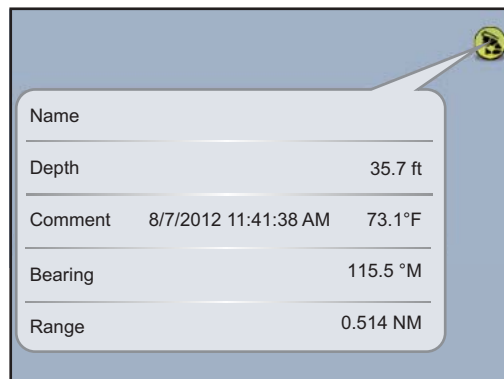 Name
Depth 35.7 ft
Comment 8/7/2012 11:41:38 AM 73.1°F
Bearing 115.5 °M
Range 0.514 NM